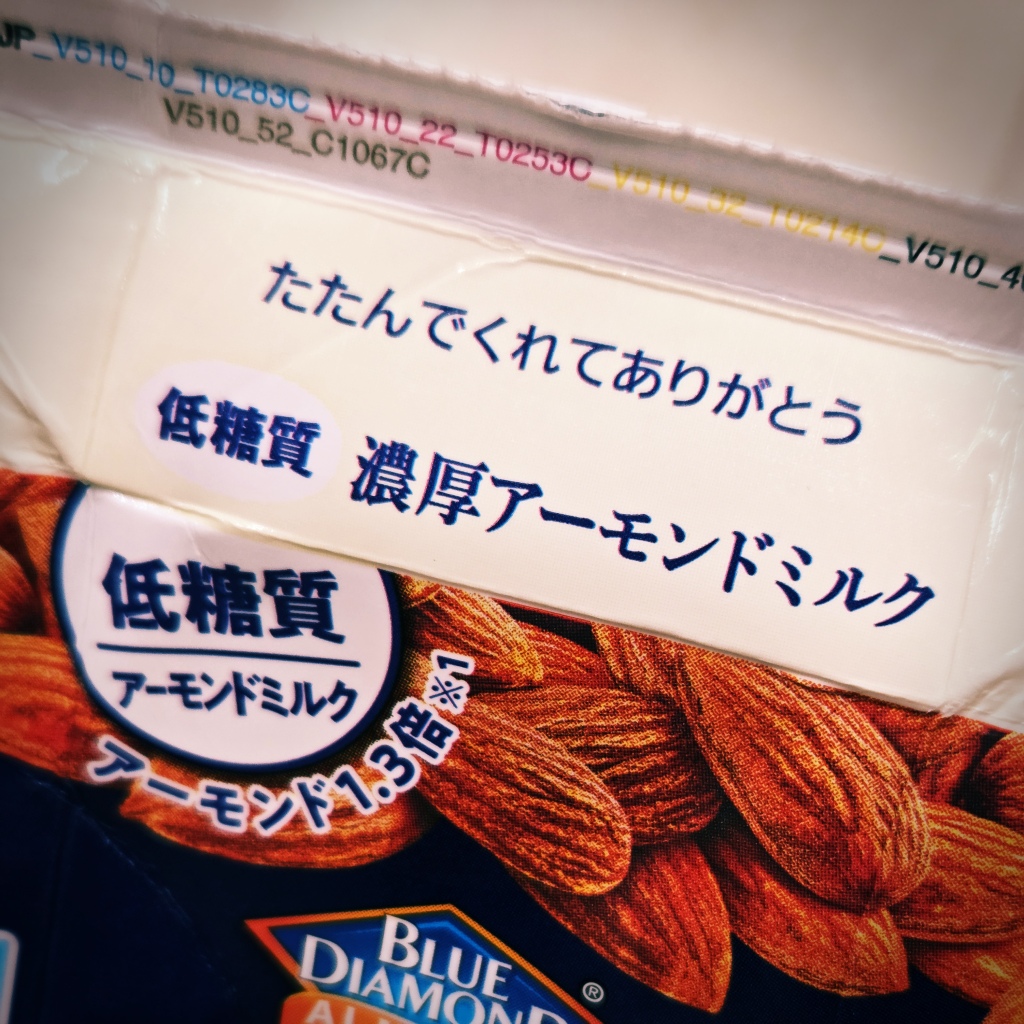 JP_V510_10_T0283C_V510_22_T0253C_V510_32_T0214C_V510_4
V510_52_C1067C
たたんでくれてありがとう
低糖質 濃厚アーモンドミルク
低糖質
アーモンドミルク
アーモンド1.3倍※1
BLUE
DIAMOND®